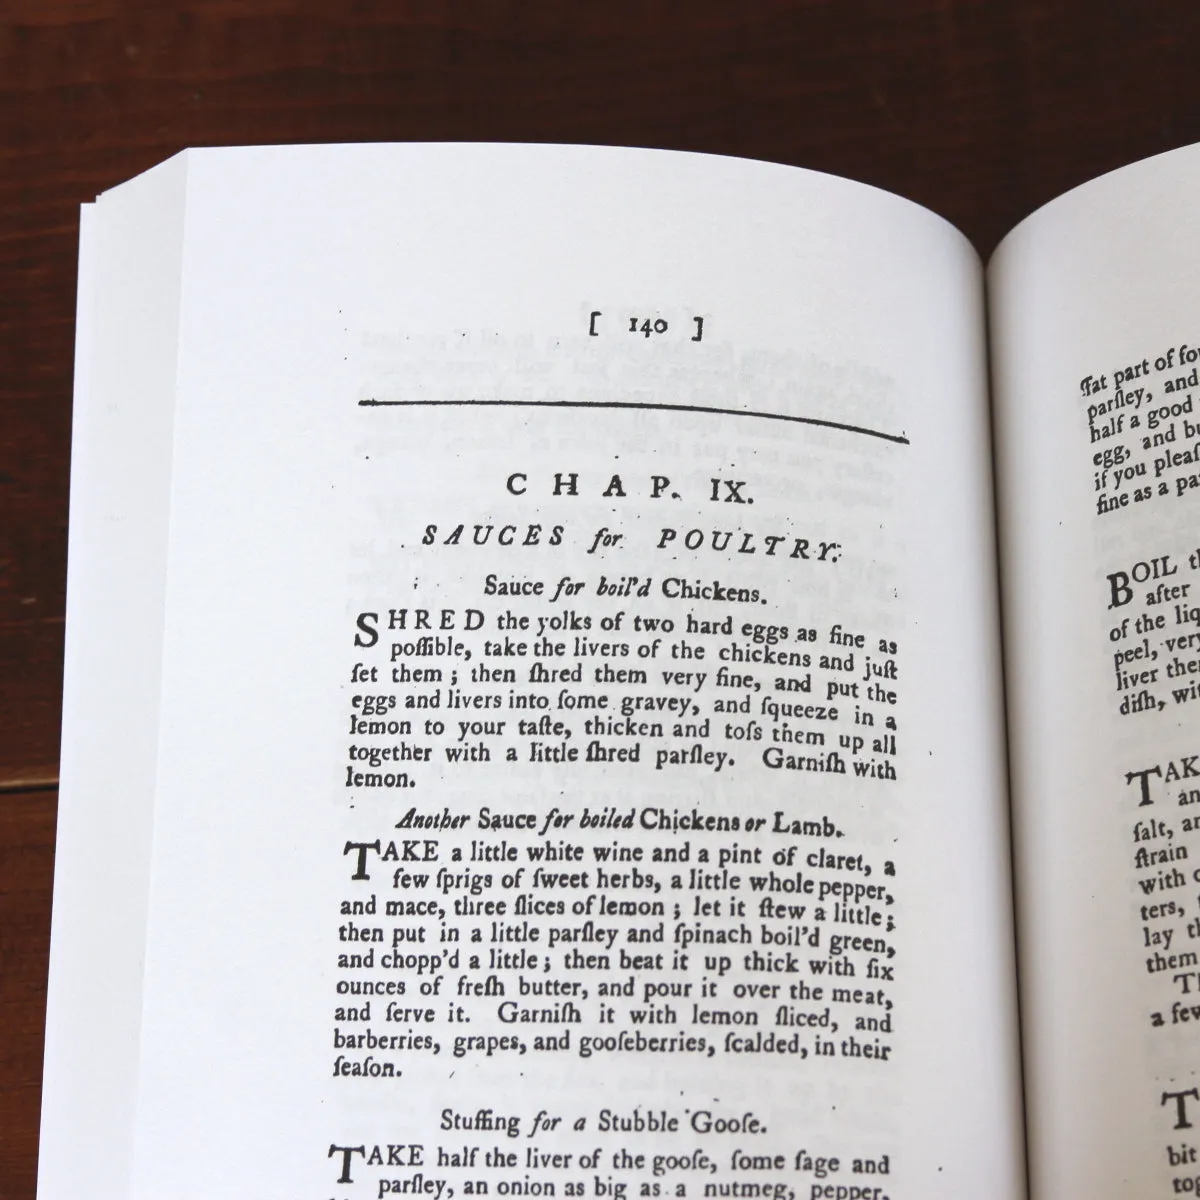 [ 140 ]
C H A P. IX.
SAUCES for POULTRY.
Sauce for boil'd Chickens.
SHRED the yolks of two hard eggs as fine as
poſſible, take the livers of the chickens and juſt
ſet them ; then ſhred them very fine, and put the
eggs and livers into ſome gravey, and ſqueeze in a
lemon to your taſte, thicken and toſs them up all
together with a little ſhred parſley. Garniſh with
lemon.
Another Sauce for boiled Chickens or Lamb.
TAKE a little white wine and a pint of claret, a
few ſprigs of ſweet herbs, a little whole pepper,
and mace, three ſlices of lemon ; let it ſtew a little ;
then put in a little parſley and ſpinach boil'd green,
and chopp'd a little ; then beat it up thick with ſix
ounces of freſh butter, and pour it over the meat,
and ſerve it. Garniſh it with lemon ſliced, and
barberries, grapes, and gooſeberries, ſcalded, in their
ſeaſon.
Stuffing for a Stubble Gooſe.
TAKE half the liver of the gooſe, ſome ſage and
parſley, an onion as big as a nutmeg, pepper,
fat part of
parſley, and
half a good
egg, and
if you
fine as a
BOIL
after
of the
peel, very
liver
diſh,
ſalt,
ſtrain
with
lay
them
a few
bit